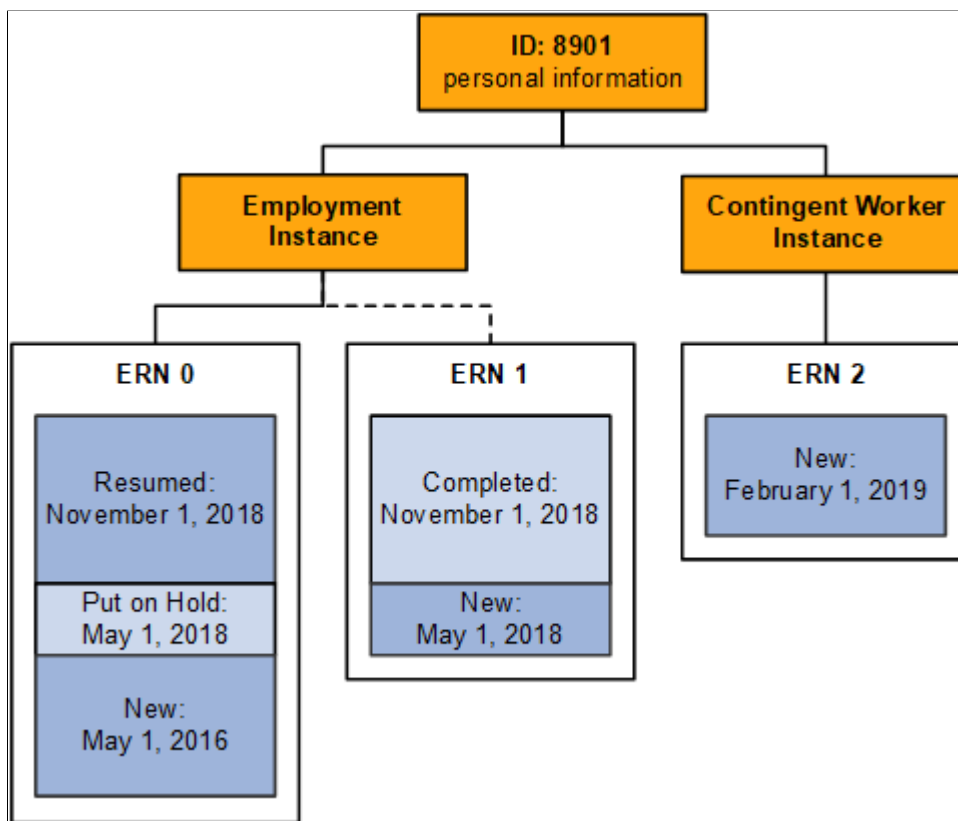 ID: 8901
personal information
Employment
Instance
Contingent Worker
Instance
ERN 0
Resumed:
November 1, 2018
Put on Hold:
May 1, 2018
New:
May 1, 2016
ERN 1
Completed:
November 1, 2018
New:
May 1, 2018
ERN 2
New:
February 1, 2019